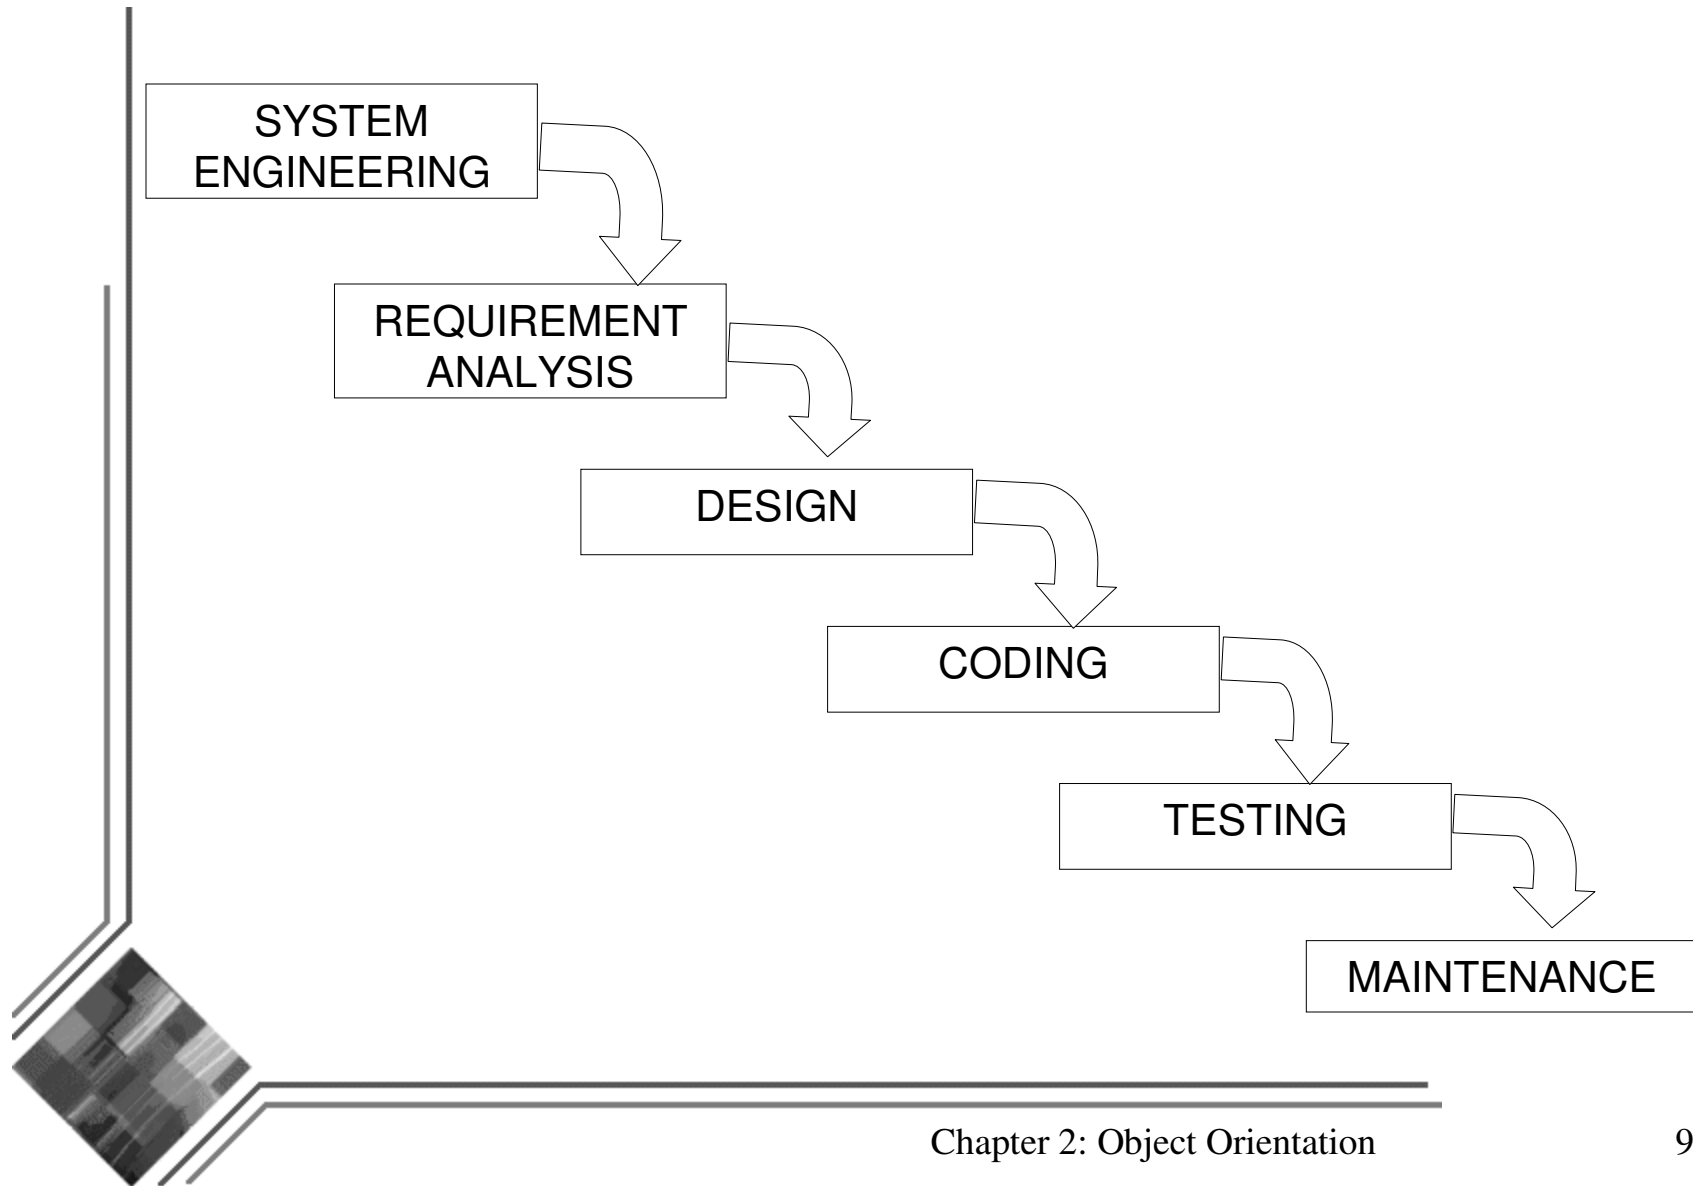 SYSTEM
ENGINEERING
REQUIREMENT
ANALYSIS
DESIGN
CODING
TESTING
MAINTENANCE
Chapter 2: Object Orientation
9